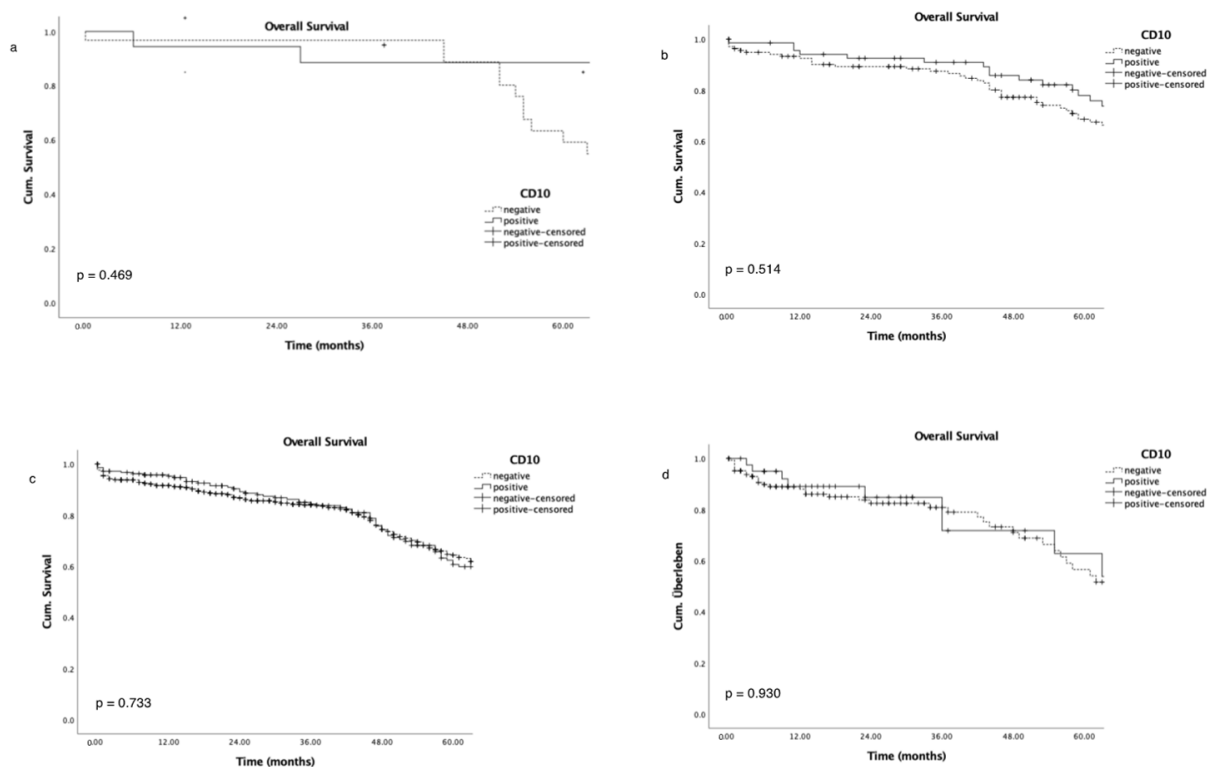 a
Overall Survival
1.0
0.8
0.6
0.4
0.2
0.0
Cum. Survival
CD10
negative
positive
negative-censored
positive-censored
p = 0.469
0.00 12.00 24.00 36.00 48.00 60.00
Time (months)
b
Overall Survival
1.0
0.8
0.6
0.4
0.2
0.0
Cum. Survival
CD10
negative
positive
negative-censored
positive-censored
p = 0.514
0.00 12.00 24.00 36.00 48.00 60.00
Time (months)
c
Overall Survival
1.0
0.8
0.6
0.4
0.2
0.0
Cum. Survival
CD10
negative
positive
negative-censored
positive-censored
p = 0.733
0.00 12.00 24.00 36.00 48.00 60.00
Time (months)
d
Overall Survival
1.0
0.8
0.6
0.4
0.2
0.0
Cum. Überleben
CD10
negative
positive
negative-censored
positive-censored
p = 0.930
0.00 12.00 24.00 36.00 48.00 60.00
Time (months)